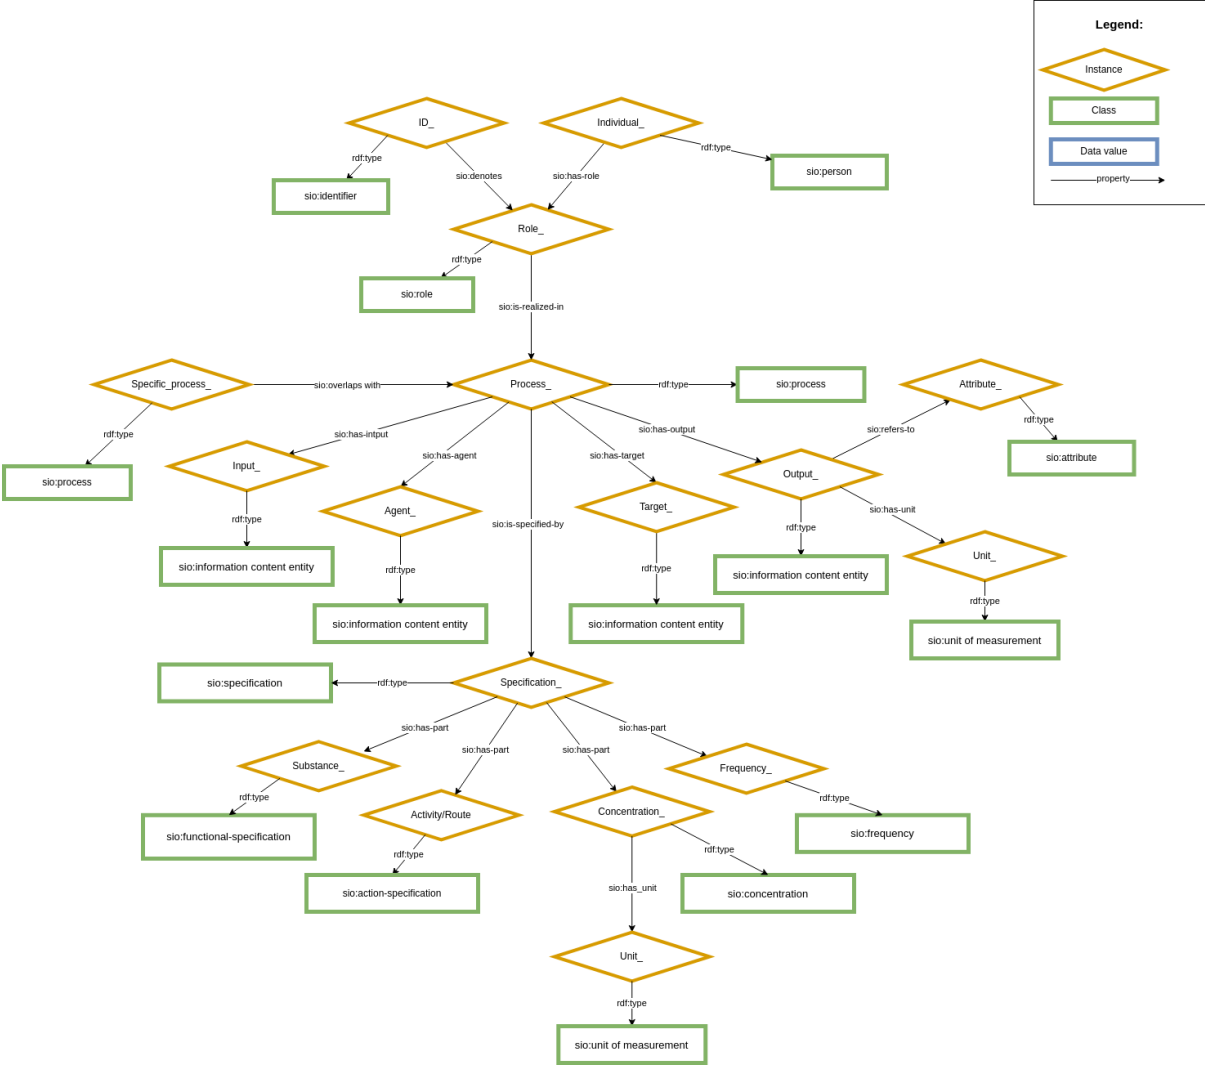 Legend:
Instance
Class
Data value
property
ID_
Individual_
rdf:type
rdf:type
sio:person
sio:denotes
sio:has-role
sio:identifier
Role_
rdf:type
sio:role
sio:is-realized-in
Specific_process_
sio:overlaps with
Process_
rdf:type
sio:process
Attribute_
rdf:type
sio:has-intput
sio:has-output
sio:refers-to
rdf:type
sio:has-agent
sio:has-target
sio:attribute
Input_
Output_
sio:process
Agent_
Target_
sio:has-unit
rdf:type
sio:is-specified-by
rdf:type
Unit_
sio:information content entity
rdf:type
rdf:type
sio:information content entity
rdf:type
sio:information content entity
sio:information content entity
sio:unit of measurement
sio:specification
rdf:type
Specification_
sio:has-part
sio:has-part
sio:has-part
sio:has-part
Substance_
Frequency_
rdf:type
rdf:type
Activity/Route
Concentration_
sio:functional-specification
sio:frequency
rdf:type
rdf:type
sio:action-specification
sio:has_unit
sio:concentration
Unit_
rdf:type
sio:unit of measurement